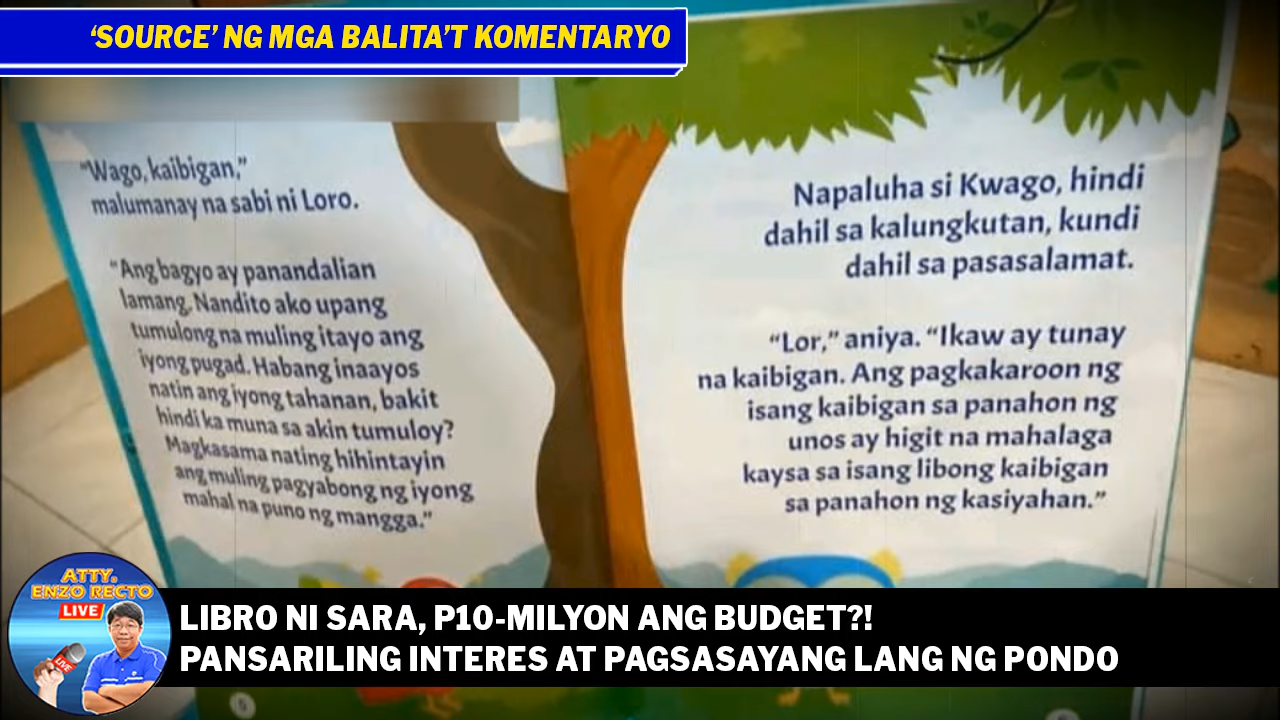 ‘SOURCE’ NG MGA BALITA’T KOMENTARYO
“Wago, kaibigan,”
malumanay na sabi ni Loro.
“Ang bagyo ay panandalian
lamang. Nandito ako upang
tumulong na muling itayo ang
iyong pugad. Habang inaayos
natin ang iyong tahanan, bakit
hindi ka muna sa akin tumuloy?
Magkasama nating hihintayin
ang muling pagyabong ng iyong
mahal na puno ng mangga.”
Napaluha si Kwago, hindi
dahil sa kalungkutan, kundi
dahil sa pasasalamat.
“Lor,” aniya. “Ikaw ay tunay
na kaibigan. Ang pagkakaroon ng
isang kaibigan sa panahon ng
unos ay higit na mahalaga
kaysa sa isang libong kaibigan
sa panahon ng kasiyahan.”
ATTY.
ENZO RECTO
LIVE
LIVE
LIBRO NI SARA, P10-MILYON ANG BUDGET?!
PANSARILING INTERES AT PAGSASAYANG LANG NG PONDO